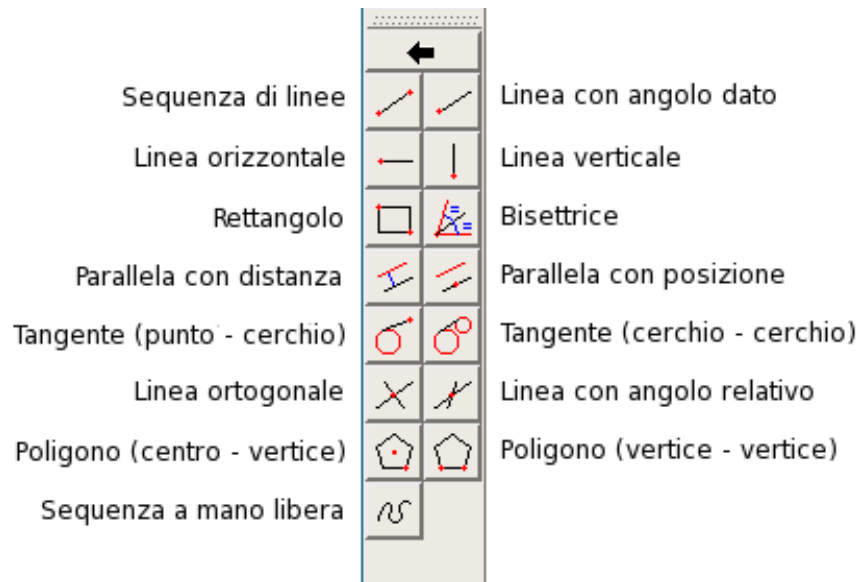 Sequenza di linee
Linea con angolo dato
Linea orizzontale
Linea verticale
Rettangolo
Bisettrice
Parallela con distanza
Parallela con posizione
Tangente (punto - cerchio)
Tangente (cerchio - cerchio)
Linea ortogonale
Linea con angolo relativo
Poligono (centro - vertice)
Poligono (vertice - vertice)
Sequenza a mano libera